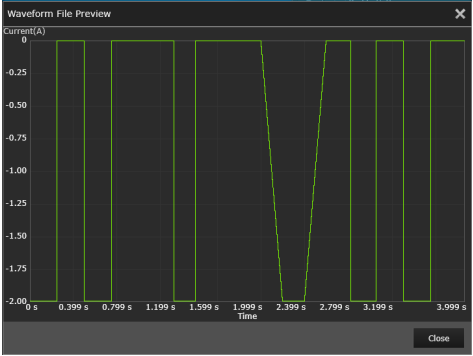 Waveform File Preview
Current(A)
0
-0.25
-0.50
-0.75
-1.00
-1.25
-1.50
-1.75
-2.00
0 s 0.399 s 0.799 s 1.199 s 1.599 s 1.999 s 2.399 s 2.799 s 3.199 s 3.999 s
Time
Close